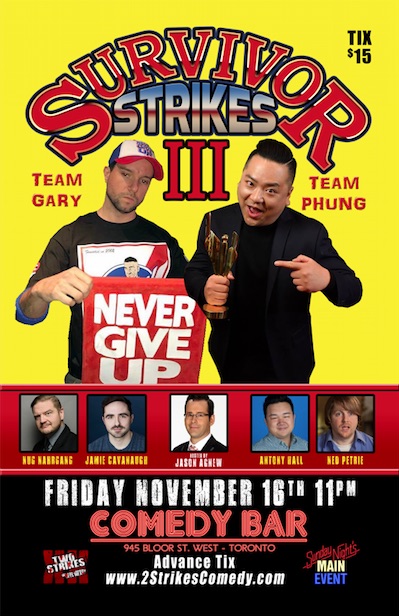 SURVIVOR
STRIKES
III
TIX
$15
TEAM
GARY
TEAM
PHUNG
NEVER
GIVE
UP
NUG NAHRGANG
JAMIE CAVANAUGH
HOSTED BY
JASON AGNEW
ANTONY HALL
NED PETRIE
FRIDAY NOVEMBER 16TH 11PM
COMEDY BAR
945 BLOOR ST. WEST - TORONTO
TWO
STRIKES
Advance Tix
www.2StrikesComedy.com
Sunday Night's
MAIN
EVENT